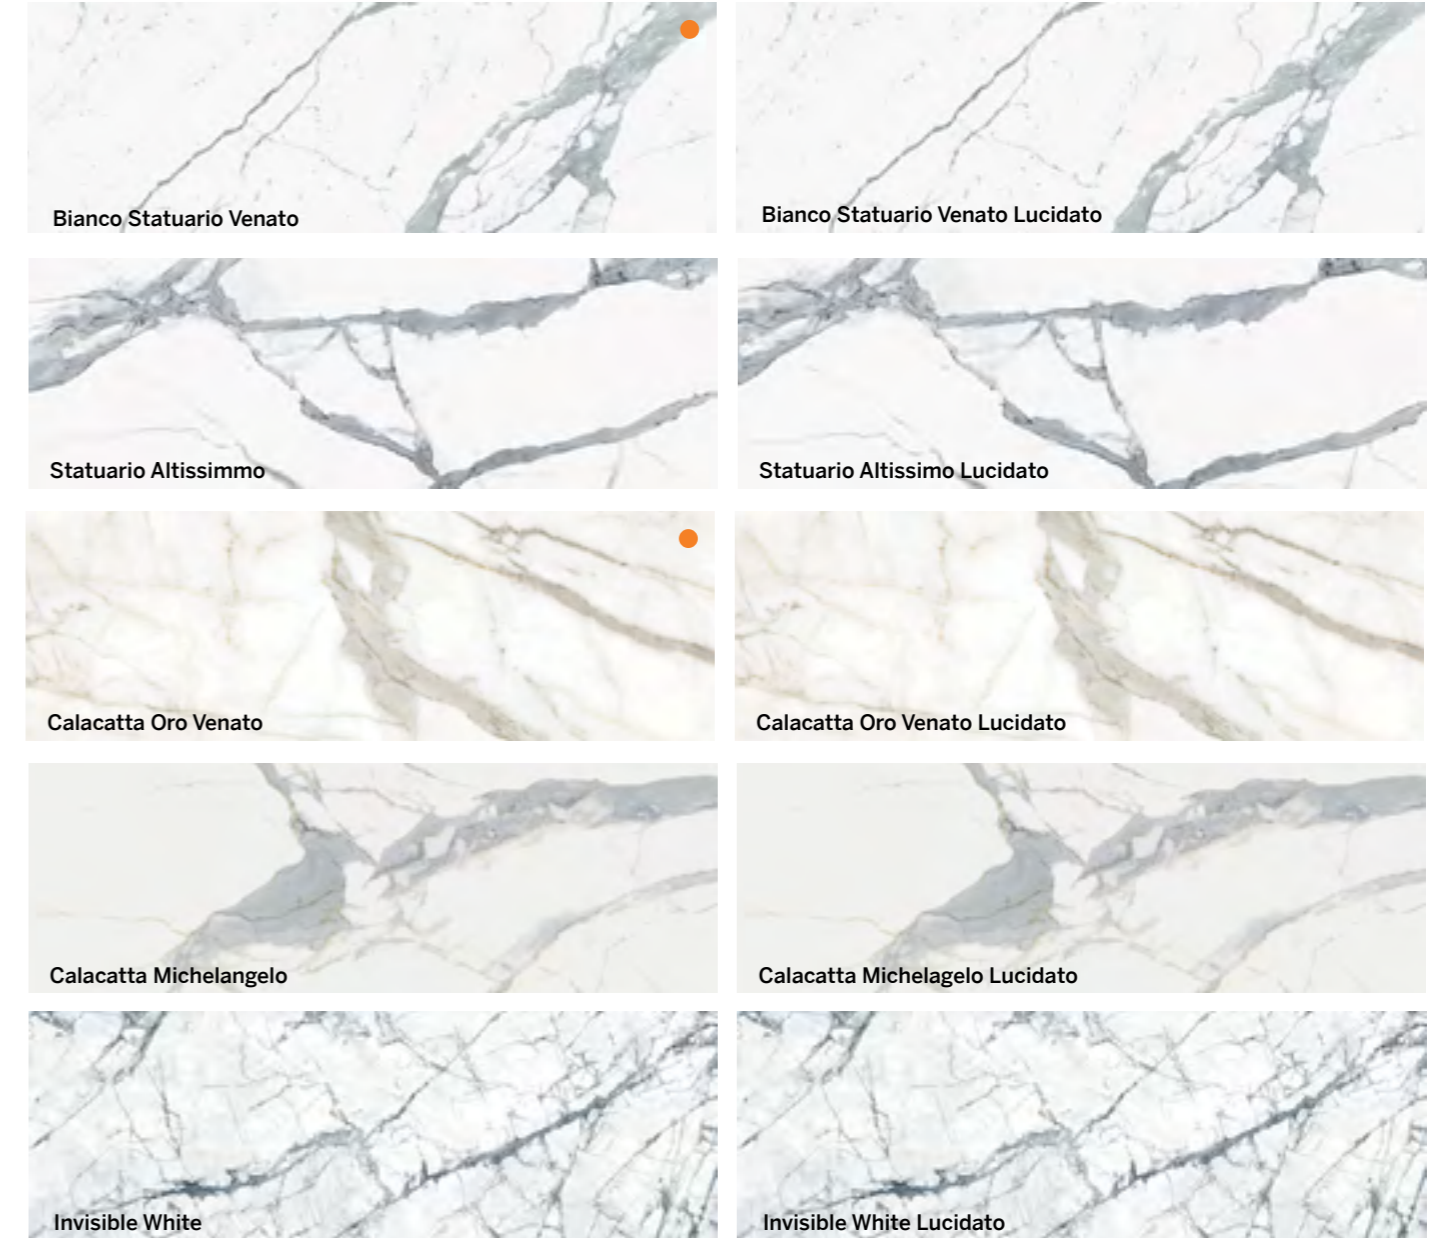 Bianco Statuario Venato
Bianco Statuario Venato Lucidato
Statuario Altissimmo
Statuario Altissimo Lucidato
Calacatta Oro Venato
Calacatta Oro Venato Lucidato
Calacatta Michelangelo
Calacatta Michelagelo Lucidato
Invisible White
Invisible White Lucidato